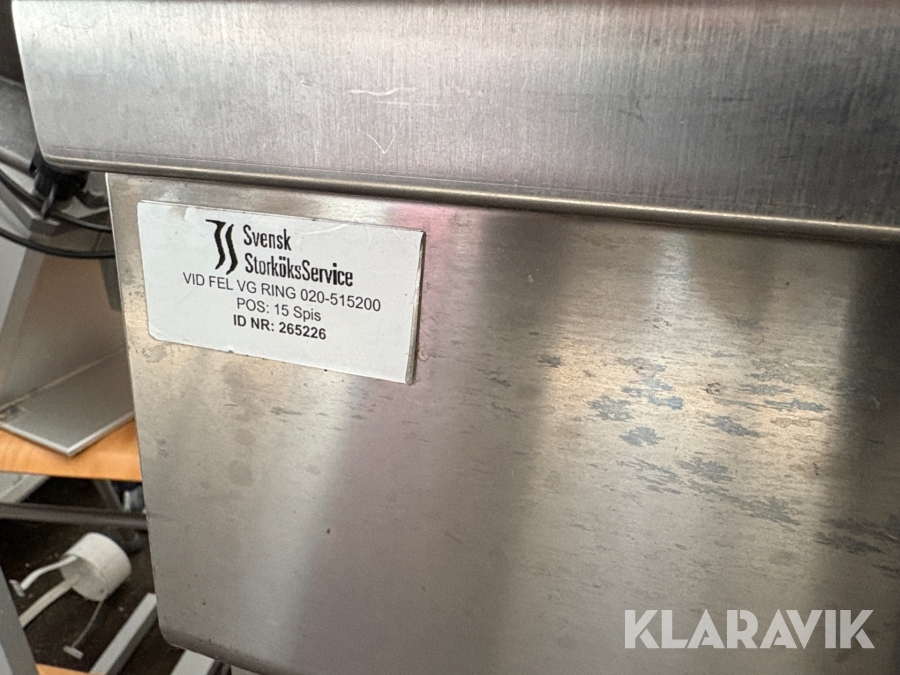 Svensk
StorköksService
VID FEL VG RING 020-515200
POS: 15 Spis
ID NR: 265226
KLARAVIK